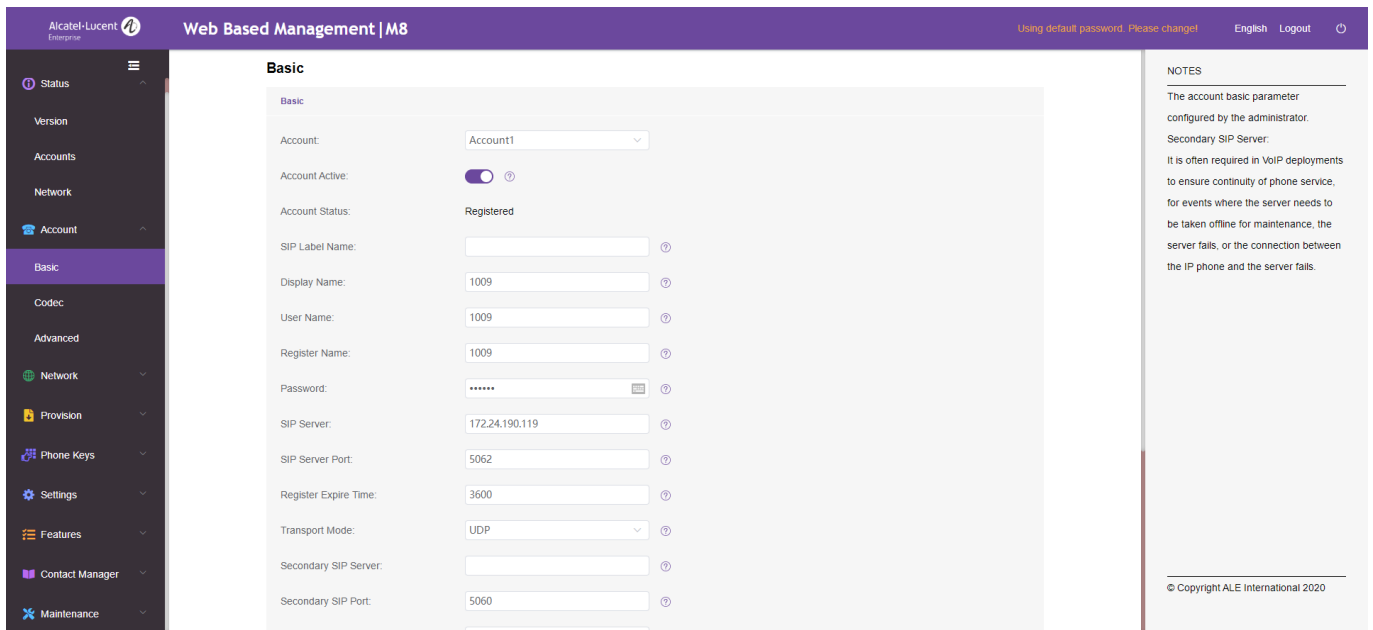 Alcatel·Lucent
Enterprise
Web Based Management | M8
Using default password. Please change!
English Logout
Status
Version
Accounts
Network
Account
Basic
Codec
Advanced
Network
Provision
Phone Keys
Settings
Features
Contact Manager
Maintenance
Basic
Basic
Account: Account1
Account Active:
Account Status: Registered
SIP Label Name:
Display Name: 1009
User Name: 1009
Register Name: 1009
Password: ••••••
SIP Server: 172.24.190.119
SIP Server Port: 5062
Register Expire Time: 3600
Transport Mode: UDP
Secondary SIP Server:
Secondary SIP Port: 5060
NOTES
The account basic parameter
configured by the administrator.
Secondary SIP Server:
It is often required in VoIP deployments
to ensure continuity of phone service,
for events where the server needs to
be taken offline for maintenance, the
server fails, or the connection between
the IP phone and the server fails.
© Copyright ALE International 2020